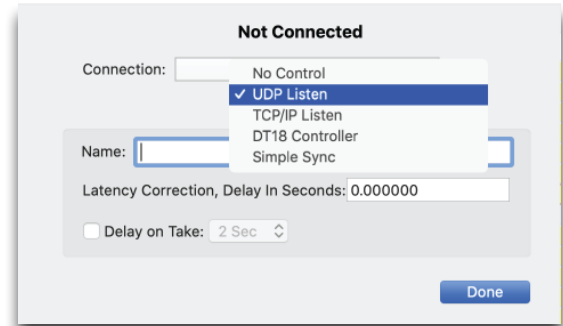 Not Connected
Connection:
No Control
✓ UDP Listen
TCP/IP Listen
DT18 Controller
Simple Sync
Name:
Latency Correction, Delay In Seconds: 0.000000
Delay on Take: 2 Sec
Done